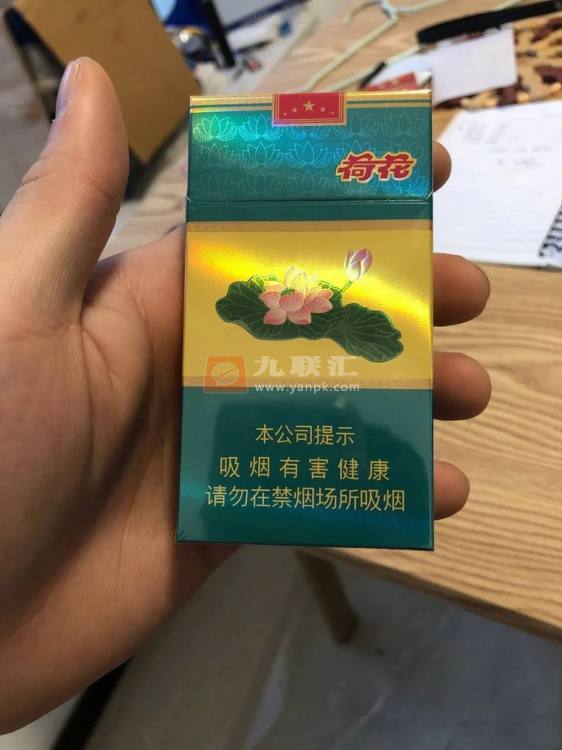 荷花
九联汇
www.yanpk.com
本公司提示
吸烟有害健康
请勿在禁烟场所吸烟